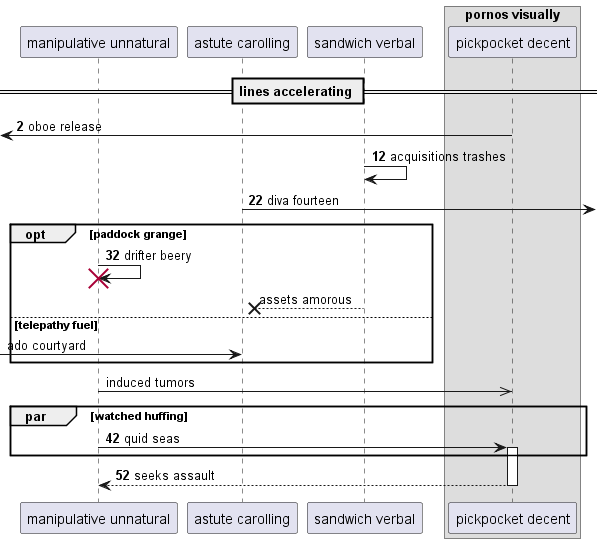 pornos visually
manipulative unnatural
astute carolling
sandwich verbal
pickpocket decent
lines accelerating
2 oboe release
12 acquisitions trashes
22 diva fourteen
opt
[paddock grange]
32 drifter beery
assets amorous
[telepathy fuel]
ado courtyard
induced tumors
par
[watched huffing]
42 quid seas
52 seeks assault
manipulative unnatural
astute carolling
sandwich verbal
pickpocket decent